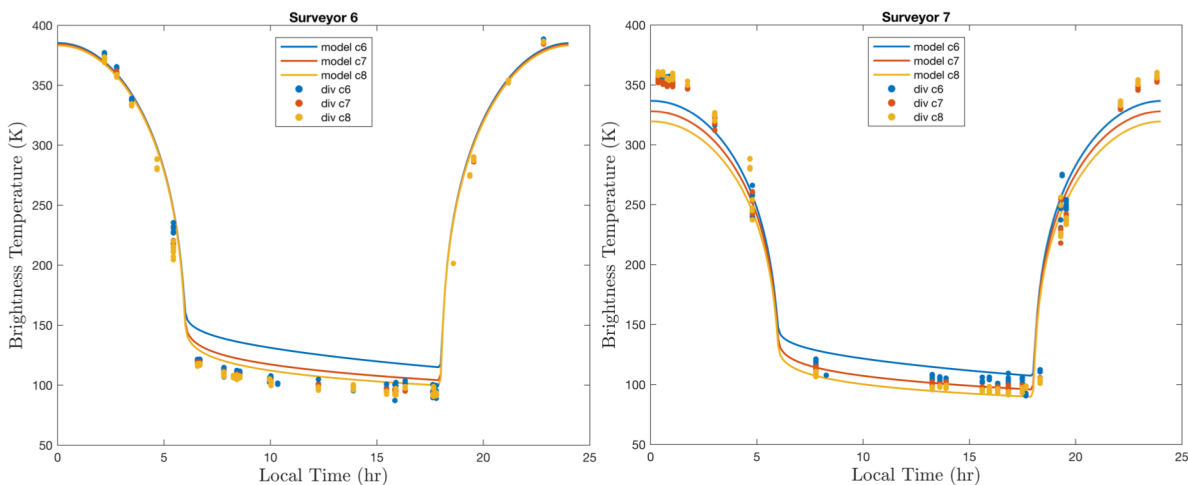 Surveyor 6
400
350
300
250
200
150
100
50
Brightness Temperature (K)
model c6
model c7
model c8
div c6
div c7
div c8
0
5
10
15
20
25
Local Time (hr)
Surveyor 7
400
350
300
250
200
150
100
50
Brightness Temperature (K)
model c6
model c7
model c8
div c6
div c7
div c8
0
5
10
15
20
25
Local Time (hr)